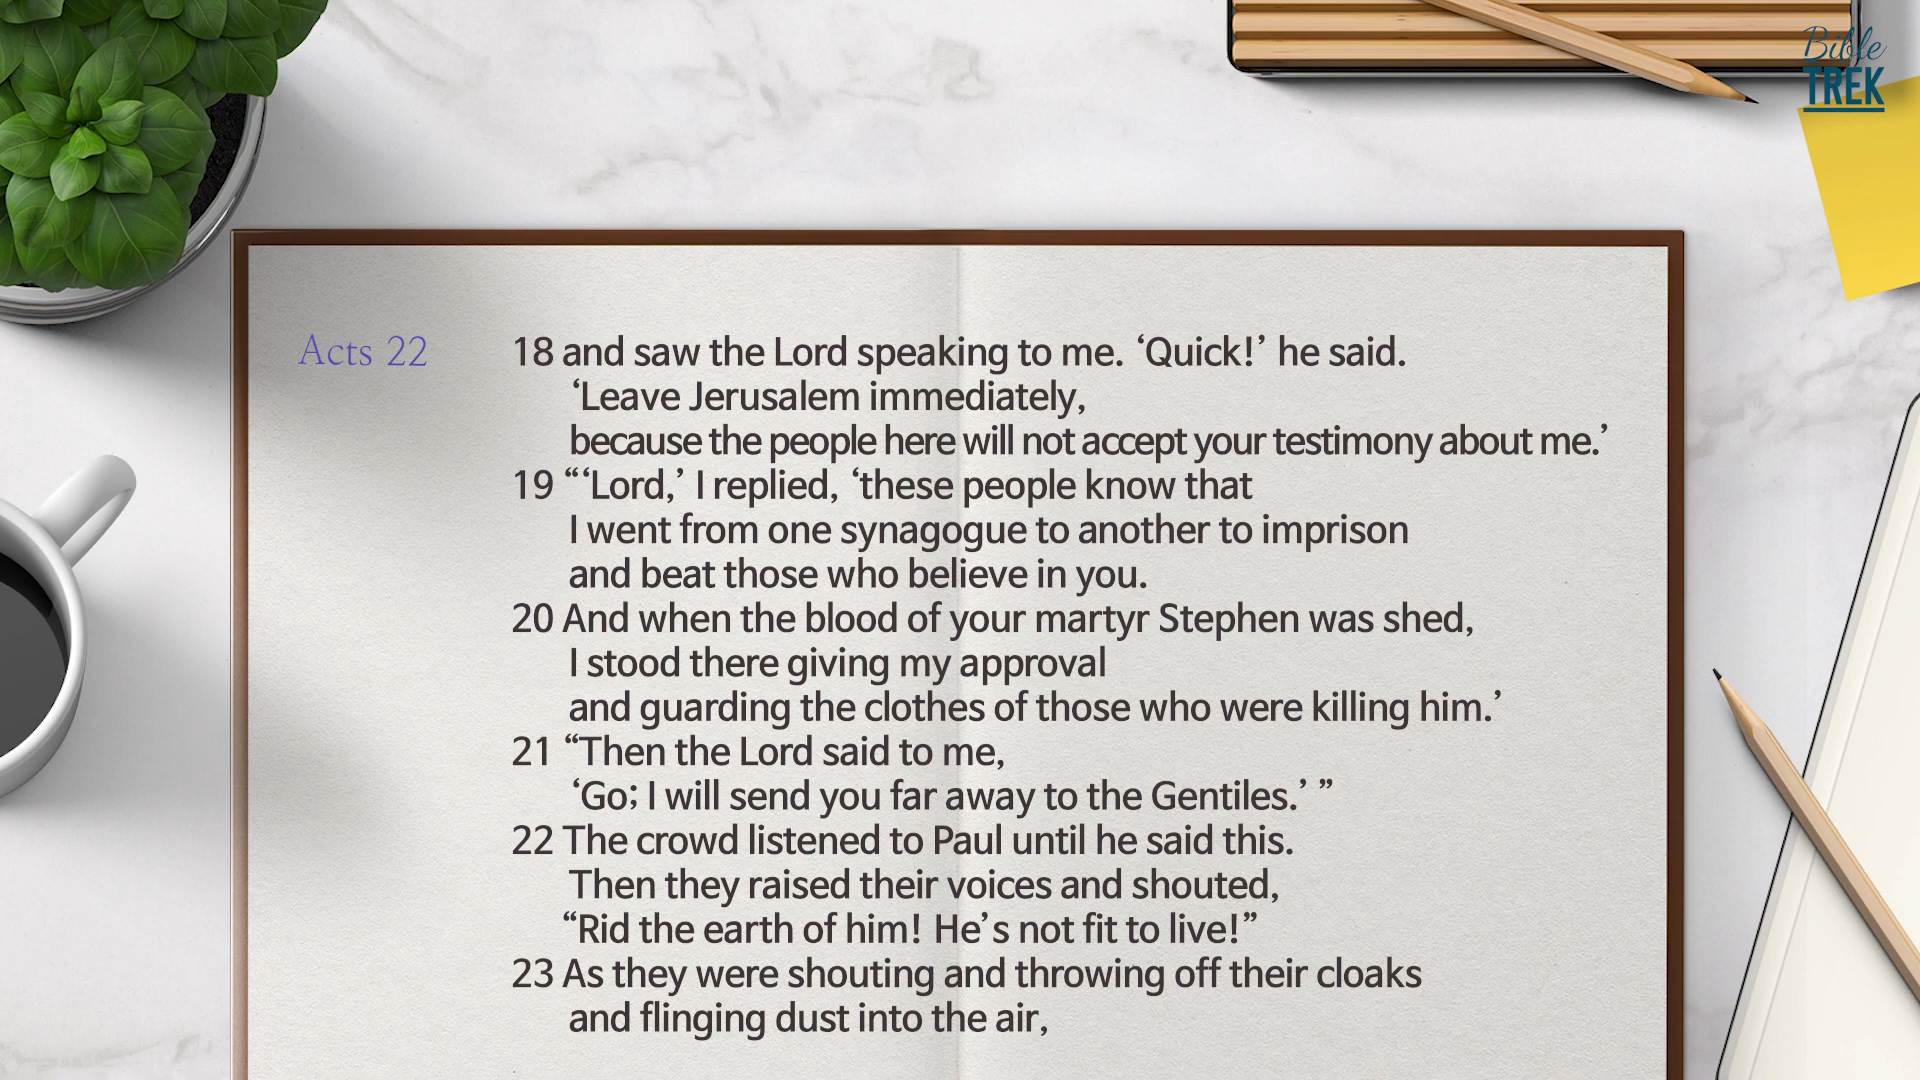 Bible
TREK
Acts 22
18 and saw the Lord speaking to me. ‘Quick!’ he said.
‘Leave Jerusalem immediately,
because the people here will not accept your testimony about me.’
19 “‘Lord,’ I replied, ‘these people know that
I went from one synagogue to another to imprison
and beat those who believe in you.
20 And when the blood of your martyr Stephen was shed,
I stood there giving my approval
and guarding the clothes of those who were killing him.’
21 “Then the Lord said to me,
‘Go; I will send you far away to the Gentiles.’ ”
22 The crowd listened to Paul until he said this.
Then they raised their voices and shouted,
“Rid the earth of him! He’s not fit to live!”
23 As they were shouting and throwing off their cloaks
and flinging dust into the air,